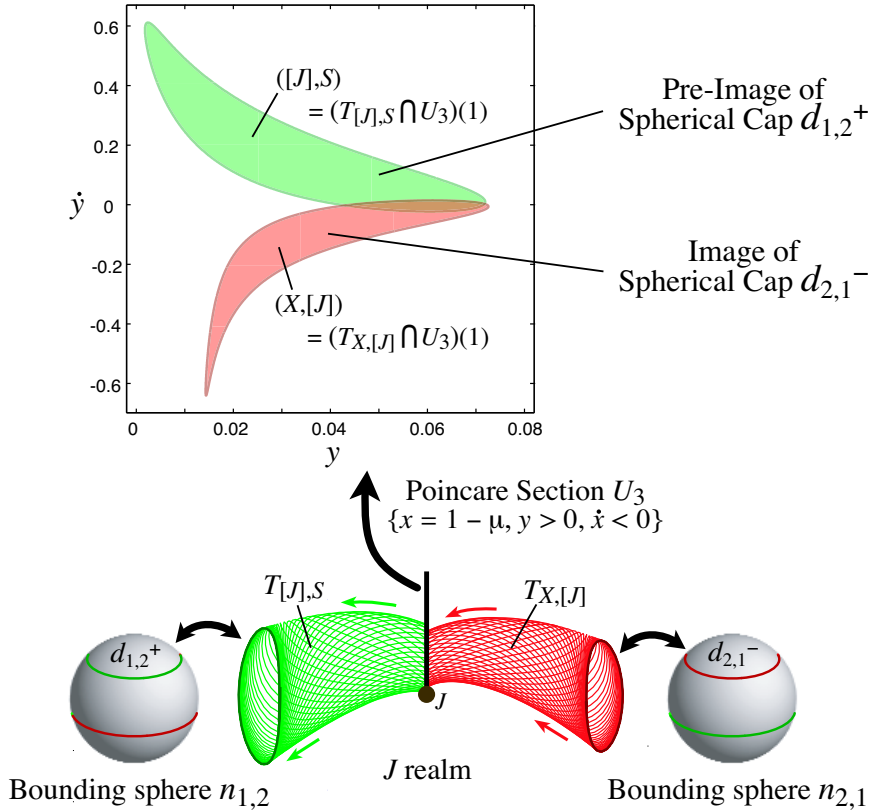 0.6
0.4
0.2
0
-0.2
-0.4
-0.6
ẏ
([J],S)
= (T[J],S ⋂ U3)(1)
(X,[J])
= (TX,[J] ⋂ U3)(1)
0 0.02 0.04 0.06 0.08
y
Pre-Image of
Spherical Cap d1,2+
Image of
Spherical Cap d2,1−
Poincare Section U3
{x = 1 − μ, y > 0, ẋ < 0}
T[J],S
TX,[J]
d1,2+
d2,1−
J
J realm
Bounding sphere n1,2
Bounding sphere n2,1